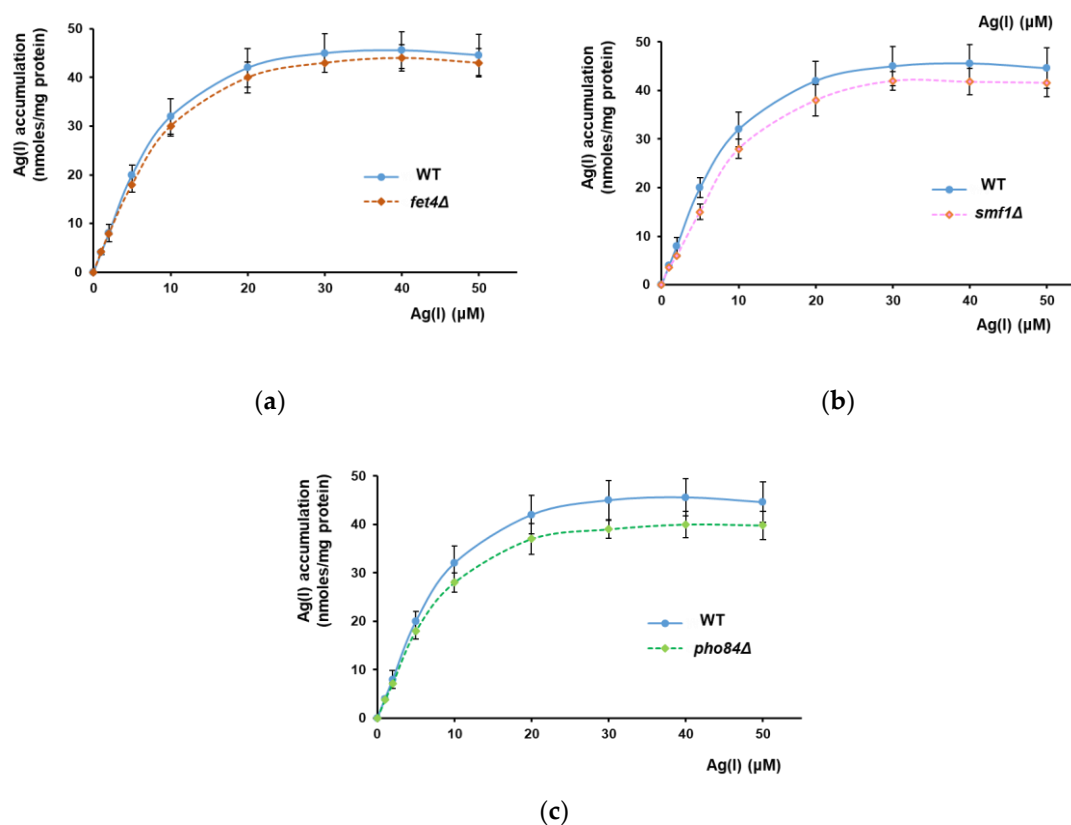 Ag(I) accumulation
(nmoles/mg protein)
50
40
30
20
10
0
WT
fet4Δ
0 10 20 30 40 50
Ag(I) (µM)
(a)
Ag(I) (µM)
Ag(I) accumulation
(nmoles/mg protein)
50
40
30
20
10
0
WT
smf1Δ
0 10 20 30 40 50
Ag(I) (µM)
(b)
Ag(I) accumulation
(nmoles/mg protein)
50
40
30
20
10
0
WT
pho84Δ
0 10 20 30 40 50
Ag(I) (µM)
(c)